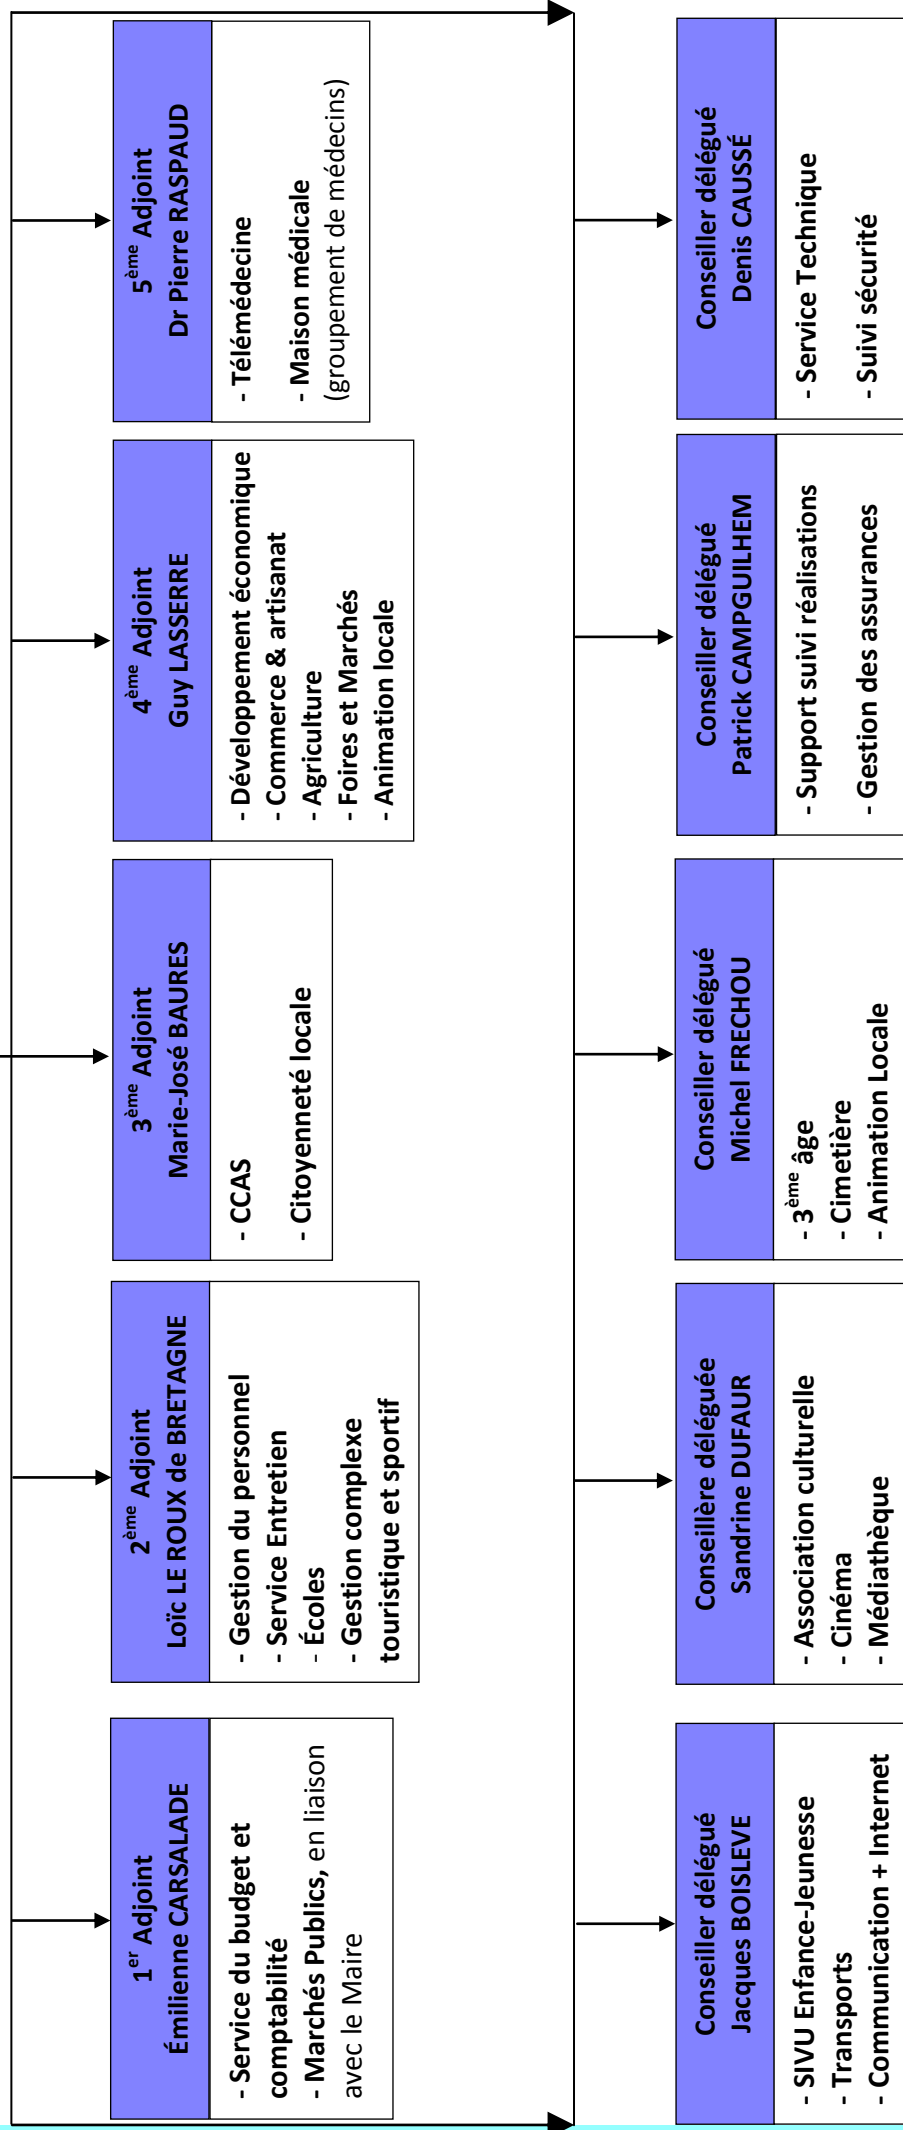 1er Adjoint
Émilienne CARSALADE
- Service du budget et
comptabilité
- Marchés Publics, en liaison
avec le Maire
2ème Adjoint
Loïc LE ROUX de BRETAGNE
- Gestion du personnel
- Service Entretien
- Écoles
- Gestion complexe
touristique et sportif
3ème Adjoint
Marie-José BAURES
- CCAS
- Citoyenneté locale
4ème Adjoint
Guy LASSERRE
- Développement économique
- Commerce & artisanat
- Agriculture
- Foires et Marchés
- Animation locale
5ème Adjoint
Dr Pierre RASPAUD
- Télémédecine
- Maison médicale
(groupement de médecins)
Conseiller délégué
Jacques BOISLEVE
- SIVU Enfance-Jeunesse
- Transports
- Communication + Internet
Conseillère déléguée
Sandrine DUFAUR
- Association culturelle
- Cinéma
- Médiathèque
Conseiller délégué
Michel FRECHOU
- 3ème âge
- Cimetière
- Animation Locale
Conseiller délégué
Patrick CAMPGUILHEM
- Support suivi réalisations
- Gestion des assurances
Conseiller délégué
Denis CAUSSÉ
- Service Technique
- Suivi sécurité